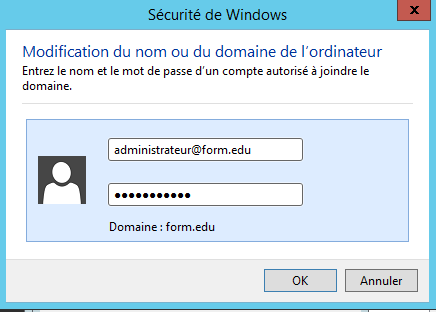 Sécurité de Windows
x
Modification du nom ou du domaine de l'ordinateur
Entrez le nom et le mot de passe d'un compte autorisé à joindre le
domaine.
administrateur@form.edu
●●●●●●●●●●●
Domaine : form.edu
OK
Annuler